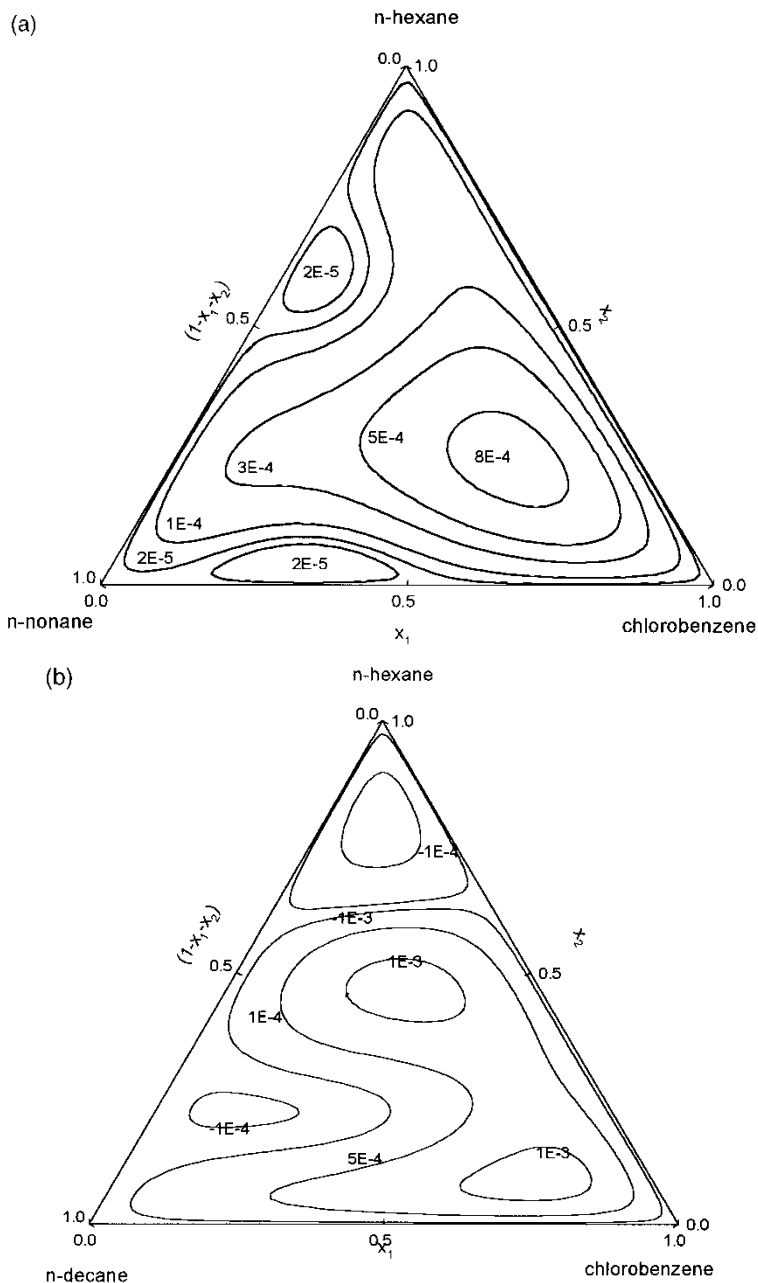 (a)
n-hexane
0.0 1.0
2E-5
(1-x₁-x₂)
0.5
0.5
x₂
5E-4
8E-4
3E-4
1E-4
2E-5
2E-5
1.0
0.0
0.0
0.5
1.0
n-nonane
x₁
chlorobenzene
(b)
n-hexane
0.0 1.0
-1E-4
-1E-3
(1-x₁-x₂)
x₂
1E-3
0.5
0.5
1E-4
-1E-4
5E-4
1E-3
1.0
0.0
0.0
0.5
1.0
x₁
n-decane
chlorobenzene